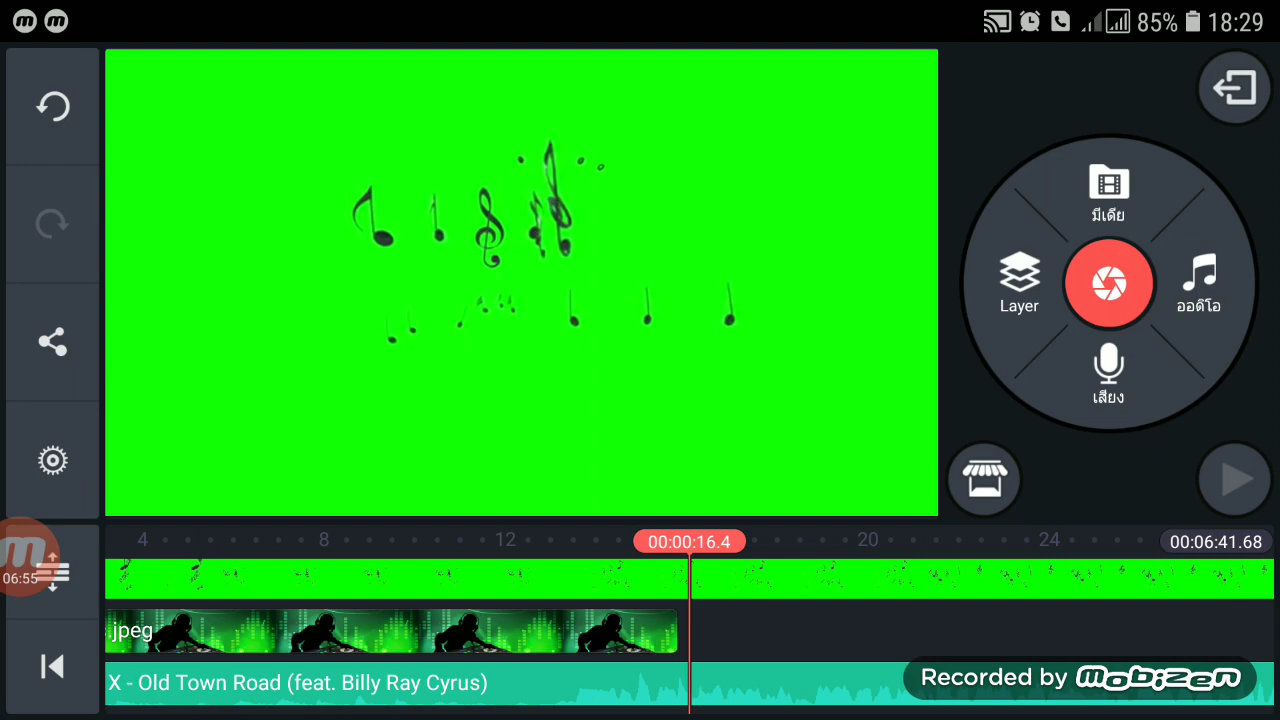 85% 18:29
มีเดีย
Layer
ออดิโอ
เสียง
4 8 12 00:00:16.4 20 24 00:06:41.68
06:55
.jpeg
X - Old Town Road (feat. Billy Ray Cyrus)
Recorded by mobizen